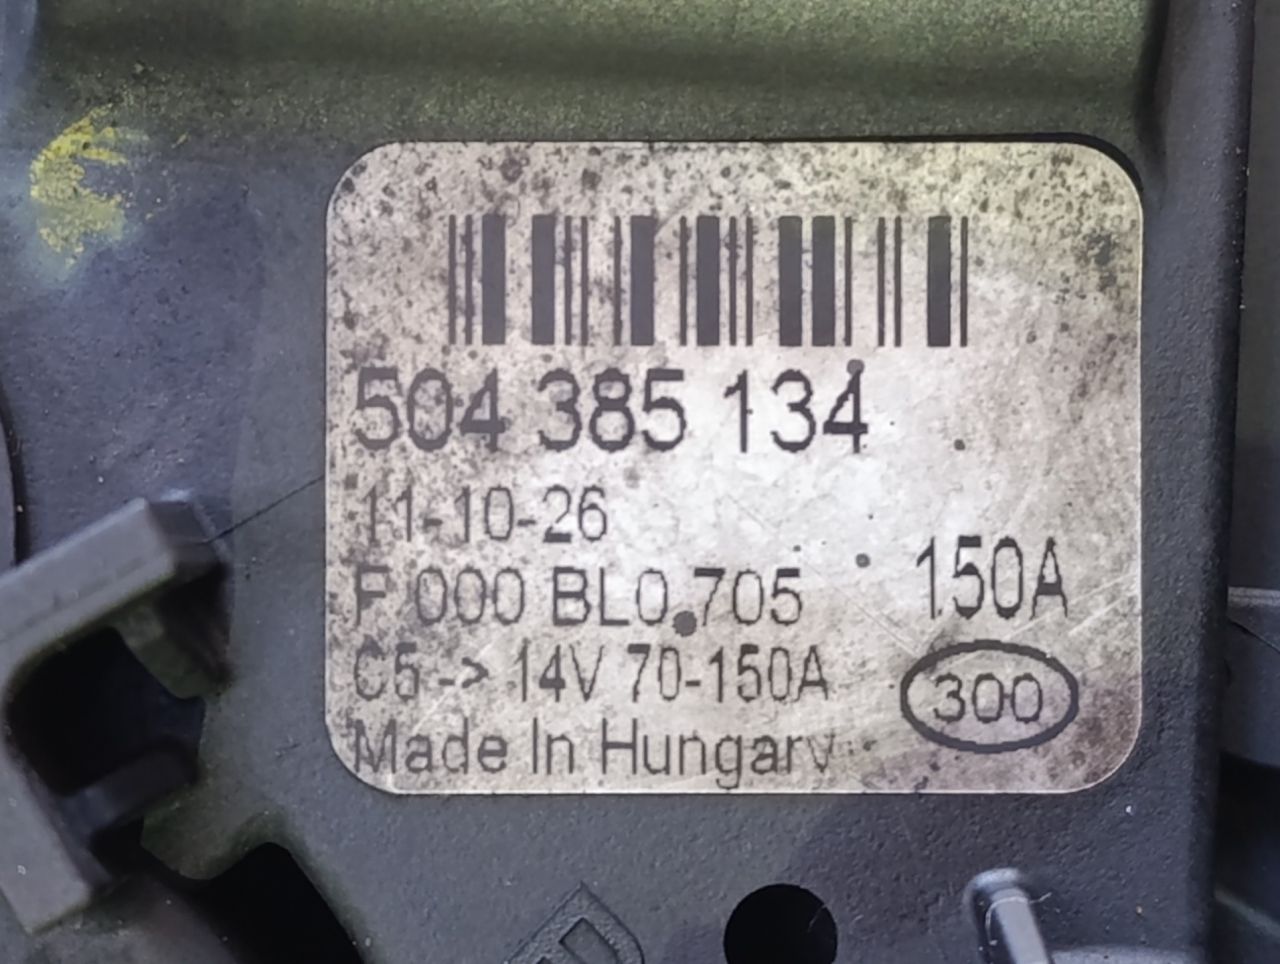 504 385 134
11-10-26
F 000 BL0 705
150A
C5 -> 14V 70-150A
300
Made In Hungary